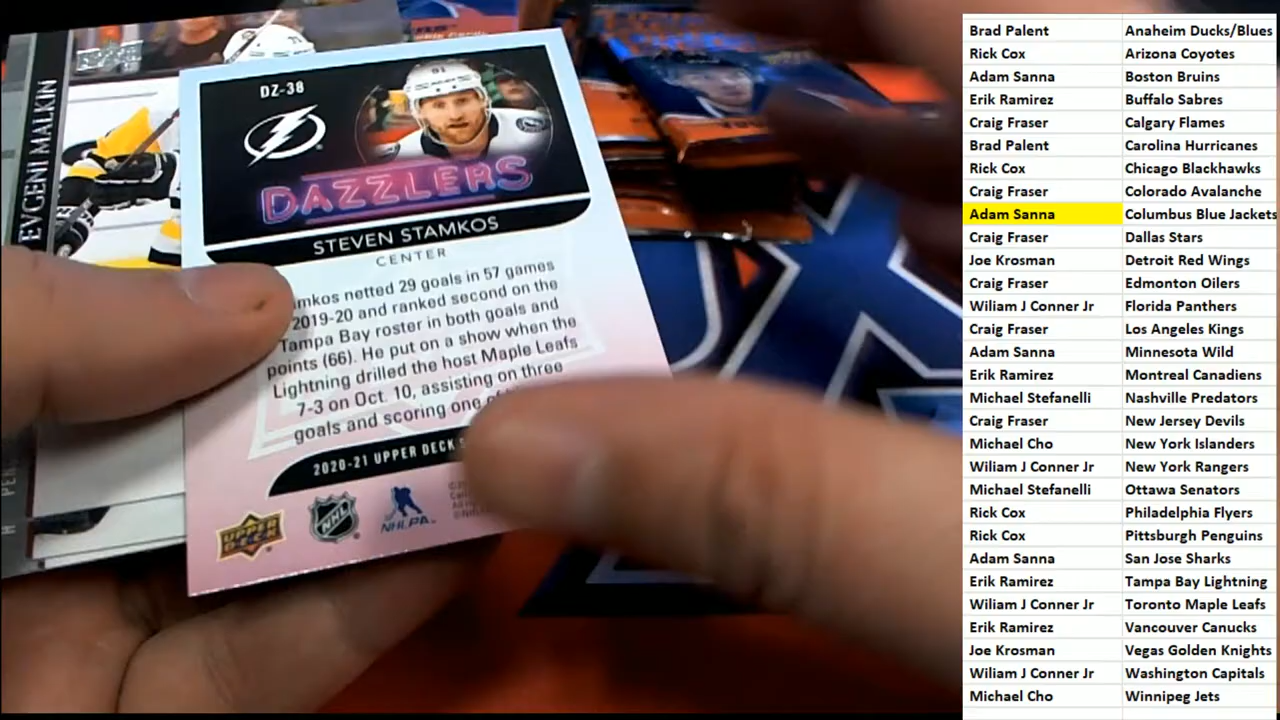 EVGENI MALKIN
DZ-38
91
DAZZLERS
STEVEN STAMKOS
CENTER
mkos netted 29 goals in 57 games
2019-20 and ranked second on the
Tampa Bay roster in both goals and
points (66). He put on a show when the
Lightning drilled the host Maple Leafs
7-3 on Oct. 10, assisting on three
goals and scoring one
2020-21 UPPER DECK
UPPER DECK
NHL
NHLPA
Brad Palent Anaheim Ducks/Blues
Rick Cox Arizona Coyotes
Adam Sanna Boston Bruins
Erik Ramirez Buffalo Sabres
Craig Fraser Calgary Flames
Brad Palent Carolina Hurricanes
Rick Cox Chicago Blackhawks
Craig Fraser Colorado Avalanche
Adam Sanna Columbus Blue Jackets
Craig Fraser Dallas Stars
Joe Krosman Detroit Red Wings
Craig Fraser Edmonton Oilers
Wiliam J Conner Jr Florida Panthers
Craig Fraser Los Angeles Kings
Adam Sanna Minnesota Wild
Erik Ramirez Montreal Canadiens
Michael Stefanelli Nashville Predators
Craig Fraser New Jersey Devils
Michael Cho New York Islanders
Wiliam J Conner Jr New York Rangers
Michael Stefanelli Ottawa Senators
Rick Cox Philadelphia Flyers
Rick Cox Pittsburgh Penguins
Adam Sanna San Jose Sharks
Erik Ramirez Tampa Bay Lightning
Wiliam J Conner Jr Toronto Maple Leafs
Erik Ramirez Vancouver Canucks
Joe Krosman Vegas Golden Knights
Wiliam J Conner Jr Washington Capitals
Michael Cho Winnipeg Jets